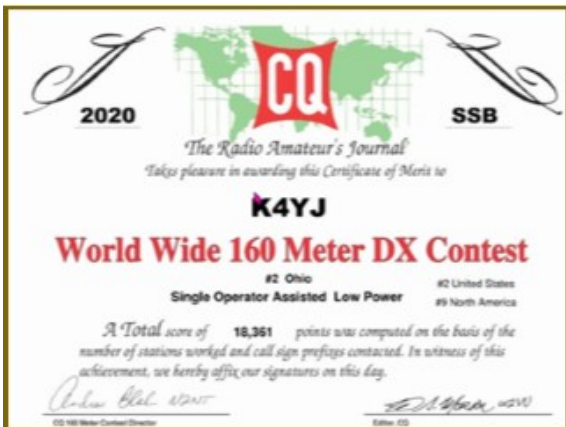 CQ
2020
SSB
The Radio Amateur's Journal
Takes pleasure in awarding this Certificate of Merit to
K4YJ
World Wide 160 Meter DX Contest
#2 Ohio
#2 United States
Single Operator Assisted Low Power
#9 North America
A Total score of 18,361 points was computed on the basis of the
number of stations worked and call sign prefixes contacted. In witness of this
achievement, we hereby affix our signatures on this day.
N2NT
CQ 160 Meter Contest Director
Editor, CQ